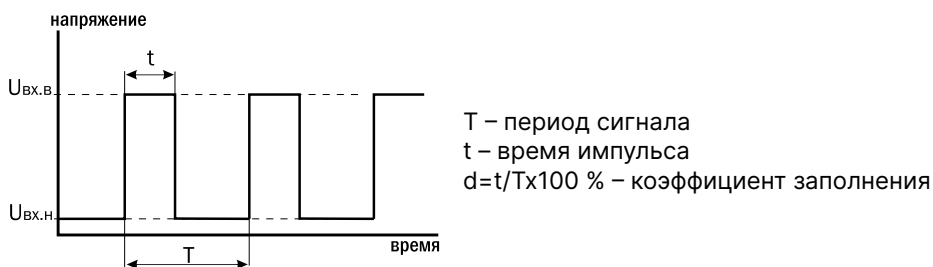 напряжение
t
Uвх.в
T – период сигнала
t – время импульса
d=t/Tx100 % – коэффициент заполнения
Uвх.н
время
T